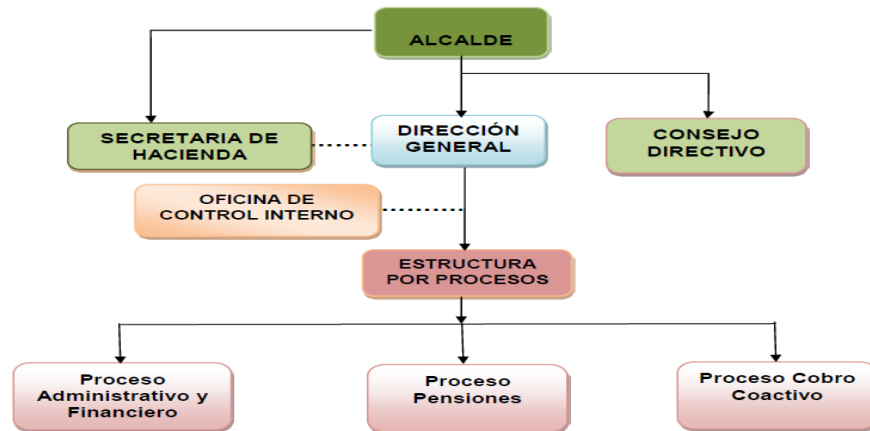 ALCALDE
SECRETARIA DE
HACIENDA
DIRECCIÓN
GENERAL
CONSEJO
DIRECTIVO
OFICINA DE
CONTROL INTERNO
ESTRUCTURA
POR PROCESOS
Proceso
Administrativo y
Financiero
Proceso
Pensiones
Proceso Cobro
Coactivo